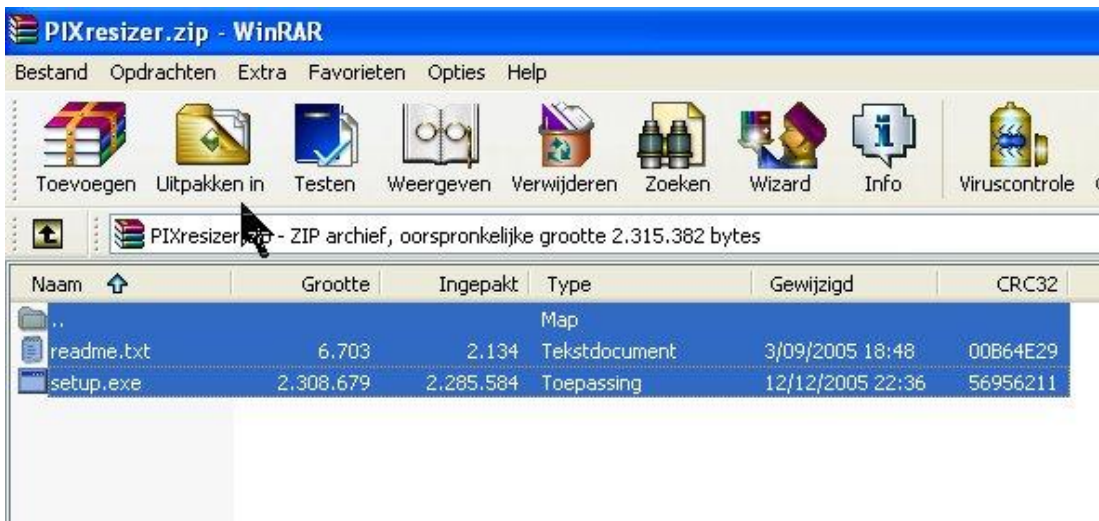 PIXresizer.zip - WinRAR
Bestand Opdrachten Extra Favorieten Opties Help
Toevoegen Uitpakken in Testen Weergeven Verwijderen Zoeken Wizard Info Viruscontrole
PIXresizer.zip - ZIP archief, oorspronkelijke grootte 2.315.382 bytes
Naam Grootte Ingepakt Type Gewijzigd CRC32
.. Map
readme.txt 6.703 2.134 Tekstdocument 3/09/2005 18:48 00B64E29
setup.exe 2.308.679 2.285.584 Toepassing 12/12/2005 22:36 56956211